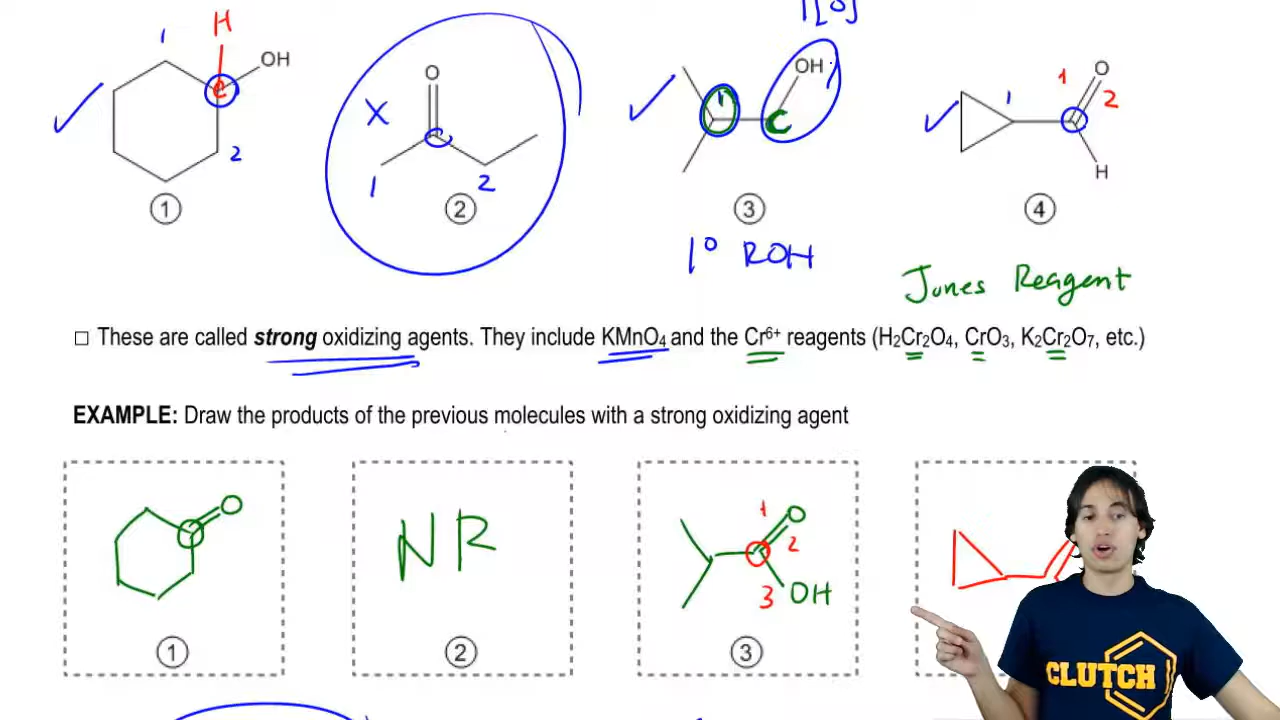 1[O]
H
1
OH
e
2
O
X
C
1
2
OH
1
C
O
1
2
1
H
1
2
3
4
1° ROH
Jones Reagent
These are called strong oxidizing agents. They include KMnO4 and the Cr6+ reagents (H2Cr2O4, CrO3, K2Cr2O7, etc.)
EXAMPLE: Draw the products of the previous molecules with a strong oxidizing agent
O
NR
1
O
2
3
OH
1
2
3
CLUTCH